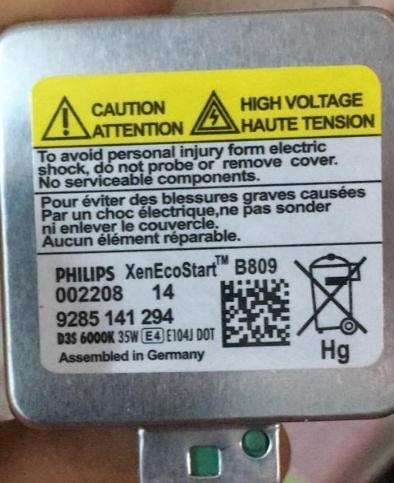 CAUTION
ATTENTION
HIGH VOLTAGE
HAUTE TENSION
To avoid personal injury form electric
shock, do not probe or remove cover.
No serviceable components.
Pour éviter des blessures graves causées
Par un choc électrique,ne pas sonder
ni enlever le couvercle.
Aucun élément réparable.
PHILIPS XenEcoStart™ B809
002208 14
9285 141 294
D3S 6000K 35W E4 E104J DOT
Assembled in Germany
Hg